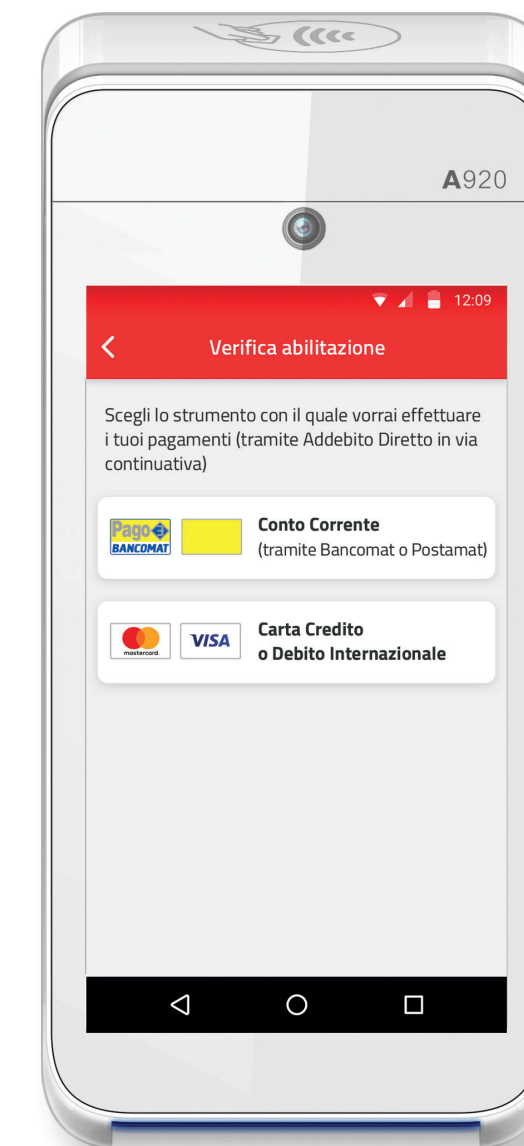 A920
12:09
Verifica abilitazione
Scegli lo strumento con il quale vorrai effettuare
i tuoi pagamenti (tramite Addebito Diretto in via
continuativa)
Pago
BANCOMAT
Conto Corrente
(tramite Bancomat o Postamat)
mastercard.
VISA
Carta Credito
o Debito Internazionale